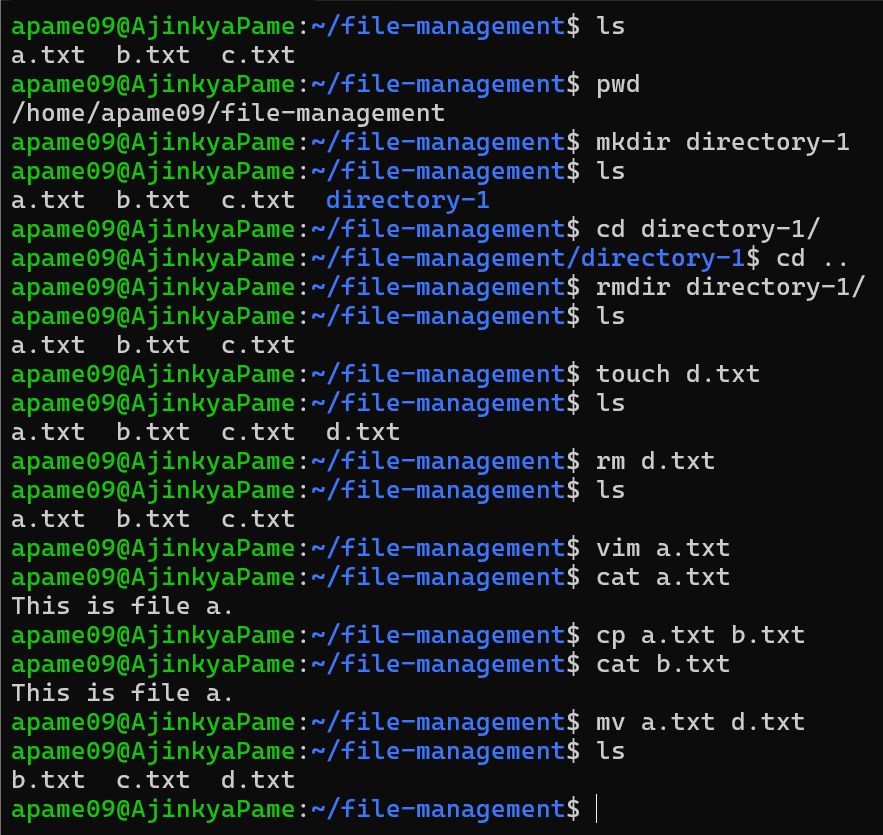 apame09@AjinkyaPame:~/file-management$ ls
a.txt  b.txt  c.txt
apame09@AjinkyaPame:~/file-management$ pwd
/home/apame09/file-management
apame09@AjinkyaPame:~/file-management$ mkdir directory-1
apame09@AjinkyaPame:~/file-management$ ls
a.txt  b.txt  c.txt  directory-1
apame09@AjinkyaPame:~/file-management$ cd directory-1/
apame09@AjinkyaPame:~/file-management/directory-1$ cd ..
apame09@AjinkyaPame:~/file-management$ rmdir directory-1/
apame09@AjinkyaPame:~/file-management$ ls
a.txt  b.txt  c.txt
apame09@AjinkyaPame:~/file-management$ touch d.txt
apame09@AjinkyaPame:~/file-management$ ls
a.txt  b.txt  c.txt  d.txt
apame09@AjinkyaPame:~/file-management$ rm d.txt
apame09@AjinkyaPame:~/file-management$ ls
a.txt  b.txt  c.txt
apame09@AjinkyaPame:~/file-management$ vim a.txt
apame09@AjinkyaPame:~/file-management$ cat a.txt
This is file a.
apame09@AjinkyaPame:~/file-management$ cp a.txt b.txt
apame09@AjinkyaPame:~/file-management$ cat b.txt
This is file a.
apame09@AjinkyaPame:~/file-management$ mv a.txt d.txt
apame09@AjinkyaPame:~/file-management$ ls
b.txt  c.txt  d.txt
apame09@AjinkyaPame:~/file-management$